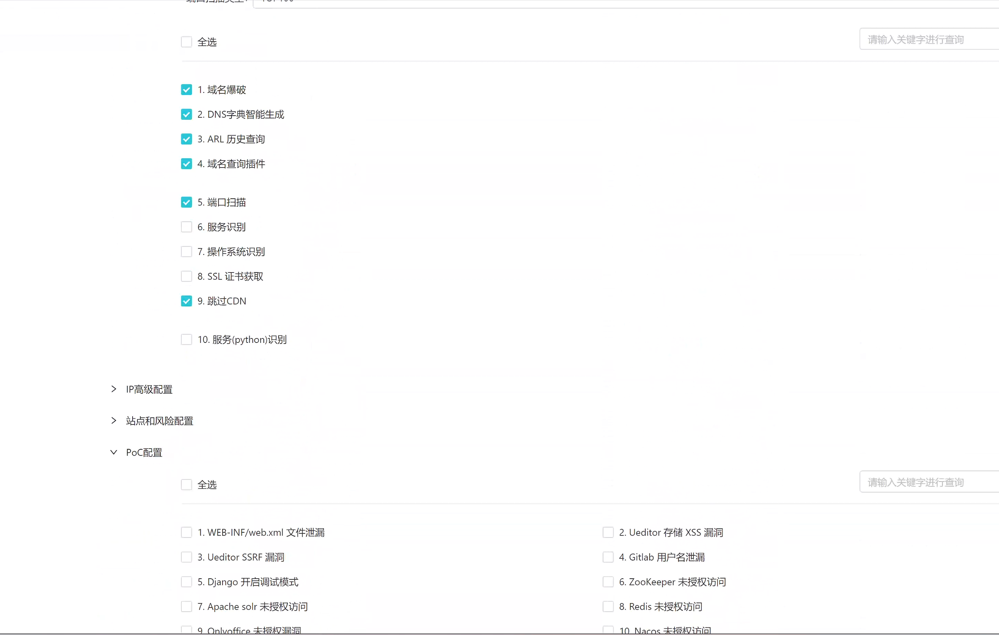 全选
请输入关键字进行查询
1. 域名爆破
2. DNS字典智能生成
3. ARL 历史查询
4. 域名查询插件
5. 端口扫描
6. 服务识别
7. 操作系统识别
8. SSL 证书获取
9. 跳过CDN
10. 服务(python)识别
IP高级配置
站点和风险配置
PoC配置
全选
请输入关键字进行查询
1. WEB-INF/web.xml 文件泄漏
2. Ueditor 存储 XSS 漏洞
3. Ueditor SSRF 漏洞
4. Gitlab 用户名泄漏
5. Django 开启调试模式
6. ZooKeeper 未授权访问
7. Apache solr 未授权访问
8. Redis 未授权访问
9. Onlyoffice 未授权漏洞
10. Nacos 未授权访问